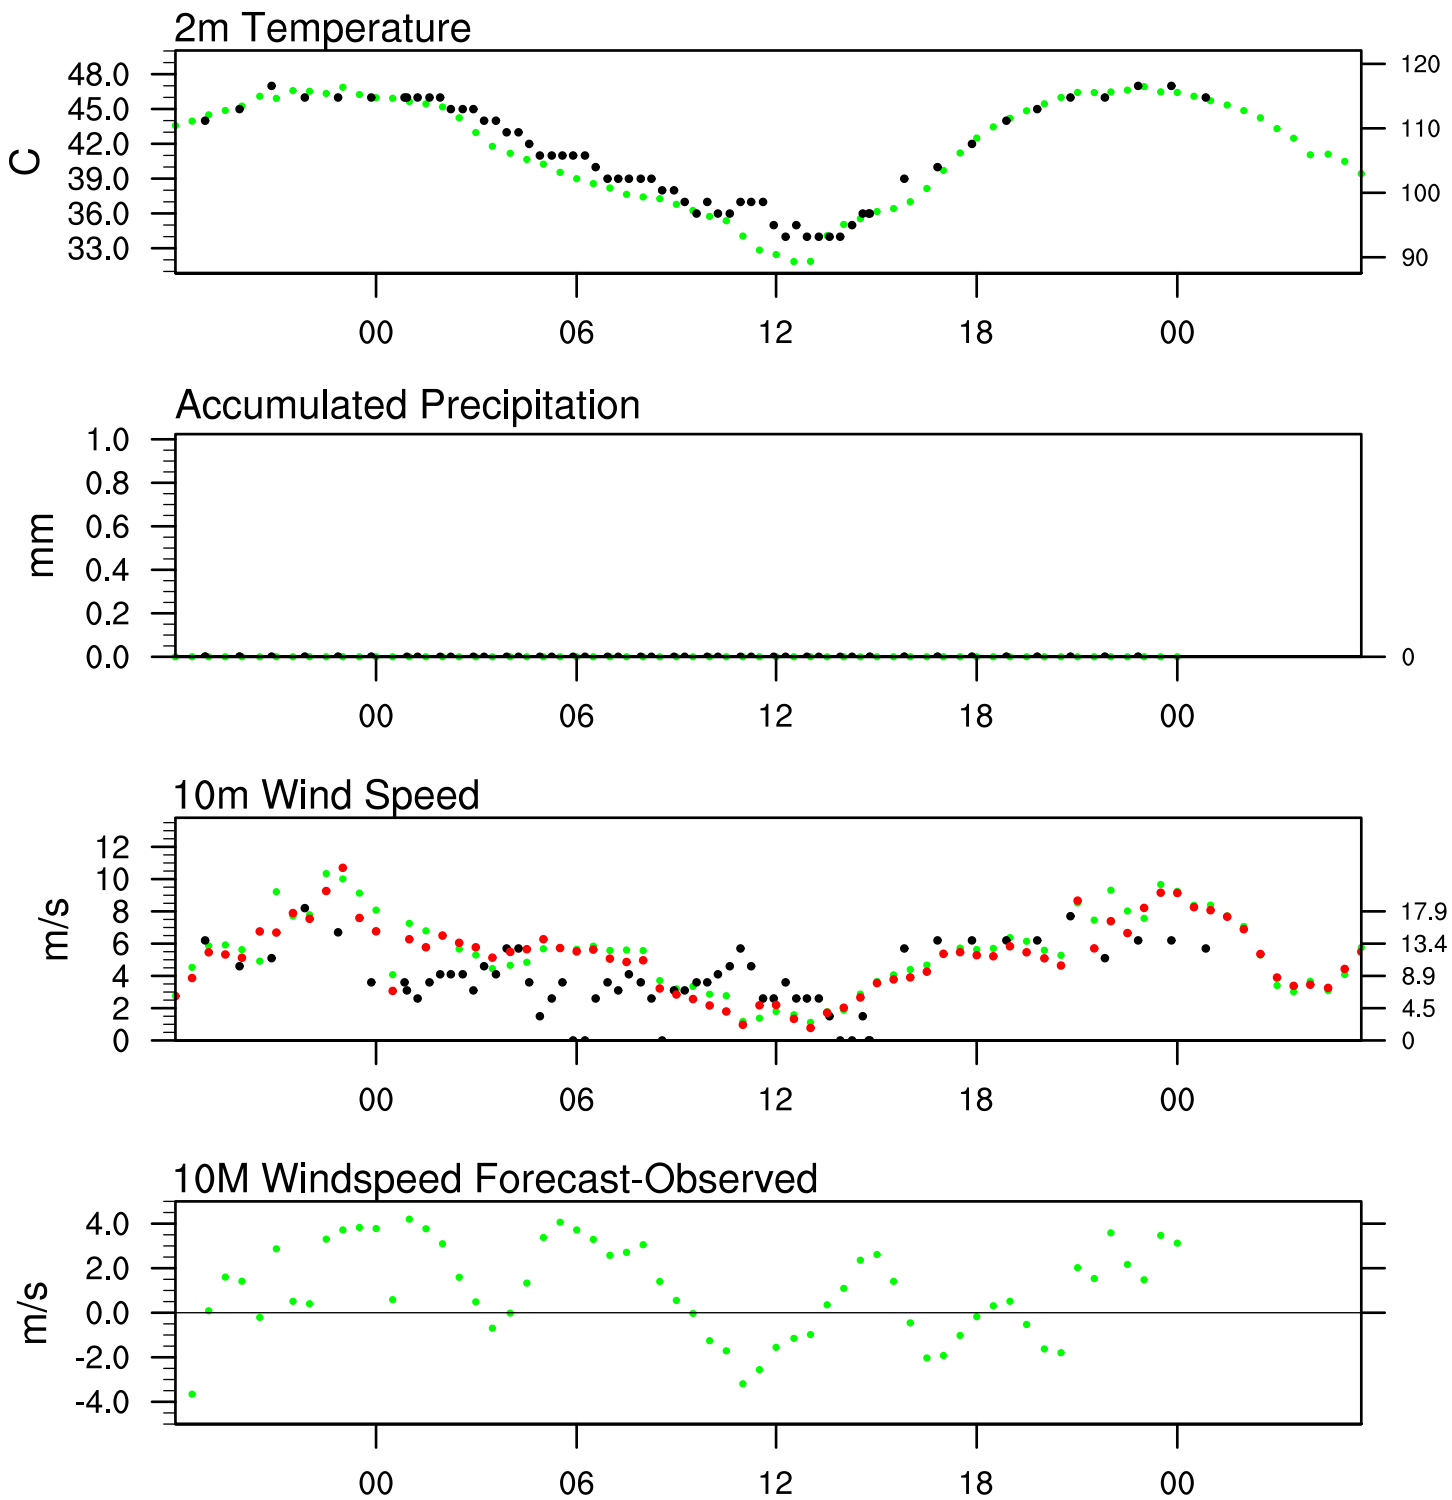 2m Temperature
48.0
45.0
42.0
39.0
36.0
33.0
C
120
110
100
90
00 06 12 18 00
Accumulated Precipitation
1.0
0.8
0.6
0.4
0.2
0.0
mm
0
00 06 12 18 00
10m Wind Speed
12
10
8
6
4
2
0
m/s
17.9
13.4
8.9
4.5
0
00 06 12 18 00
10M Windspeed Forecast-Observed
4.0
2.0
0.0
-2.0
-4.0
m/s
00 06 12 18 00